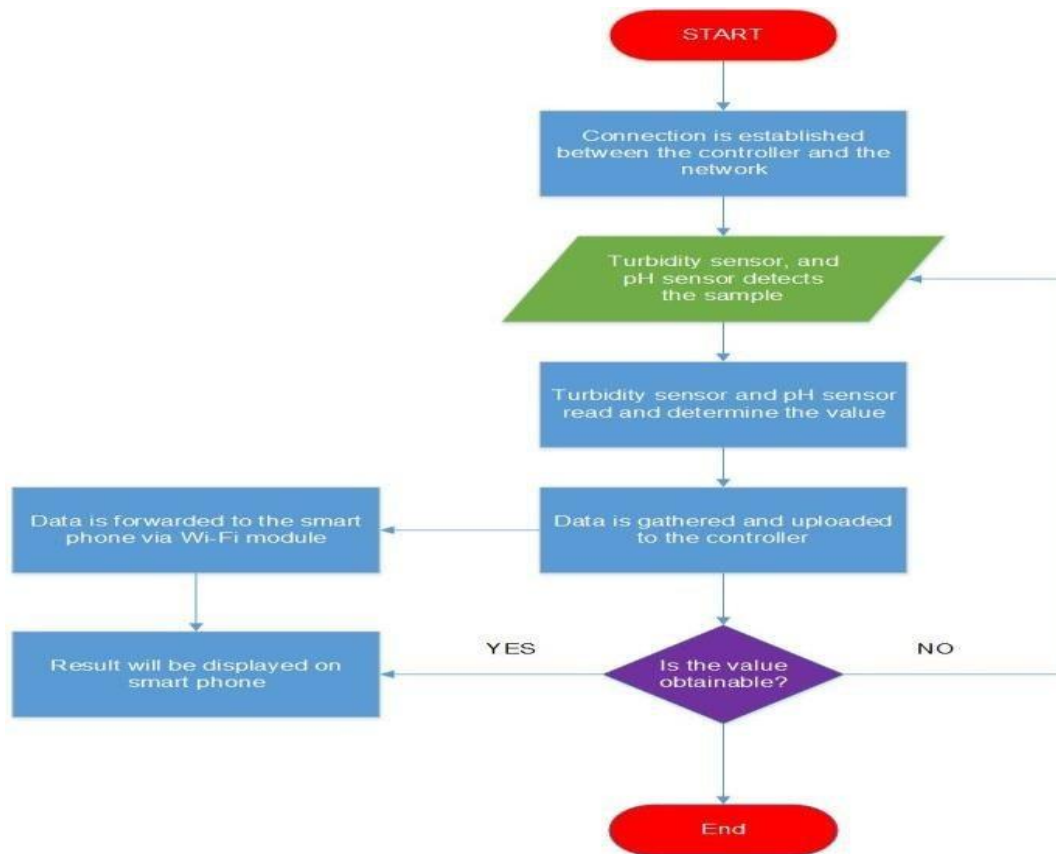 START
Connection is established
between the controller and the
network
Turbidity sensor, and
pH sensor detects
the sample
Turbidity sensor and pH sensor
read and determine the value
Data is forwarded to the smart
phone via Wi-Fi module
Data is gathered and uploaded
to the controller
Result will be displayed on
smart phone
YES
Is the value
obtainable?
NO
End